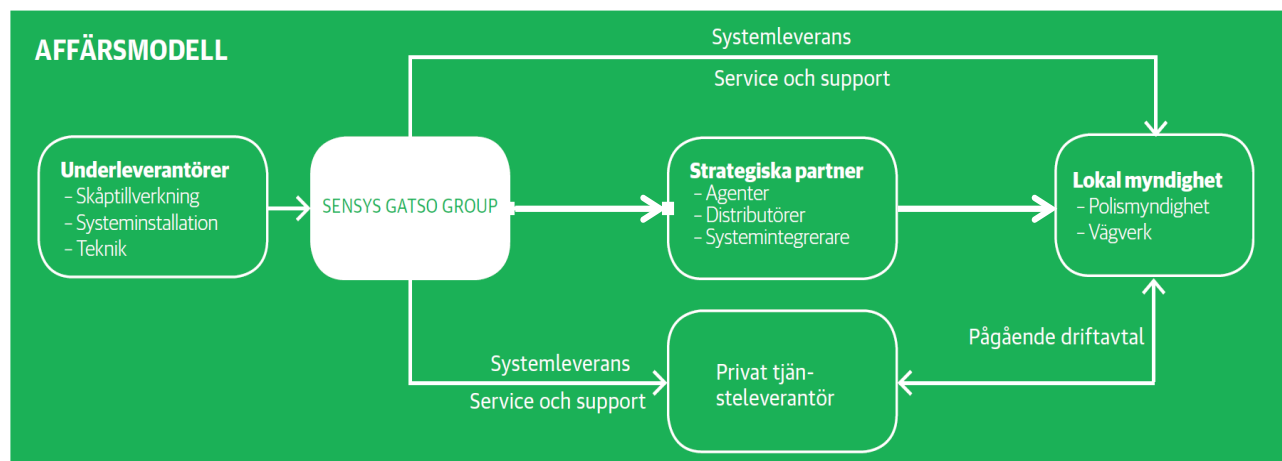 AFFÄRSMODELL
Systemleverans
Service och support
Underleverantörer
– Skåptillverkning
– Systeminstallation
– Teknik
SENSYS GATSO GROUP
Strategiska partner
– Agenter
– Distributörer
– Systemintegrerare
Lokal myndighet
– Polismyndighet
– Vägverk
Systemleverans
Service och support
Privat tjän-
steleverantör
Pågående driftavtal